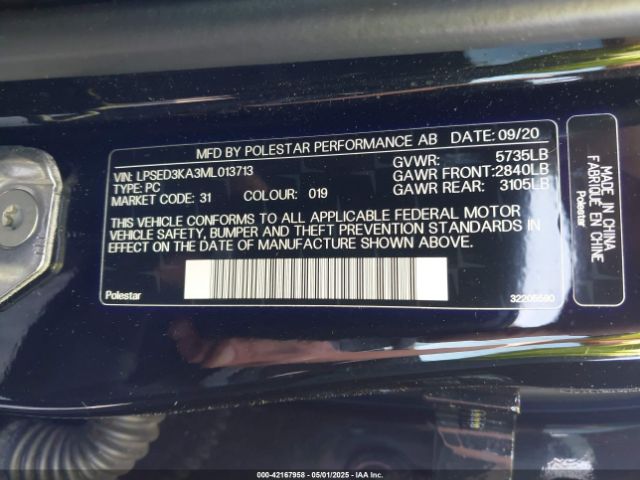 MFD BY POLESTAR PERFORMANCE AB DATE: 09/20
VIN: LPSED3KA3ML013713
TYPE: PC
MARKET CODE: 31 COLOUR: 019
GVWR: 5735LB
GAWR FRONT:2840LB
GAWR REAR: 3105LB
THIS VEHICLE CONFORMS TO ALL APPLICABLE FEDERAL MOTOR
VEHICLE SAFETY, BUMPER AND THEFT PREVENTION STANDARDS IN
EFFECT ON THE DATE OF MANUFACTURE SHOWN ABOVE.
Polestar
MADE IN CHINA
FABRIQUÉ EN CHINE
Polestar
000-42167958 - 05/01/2025 - IAA Inc.